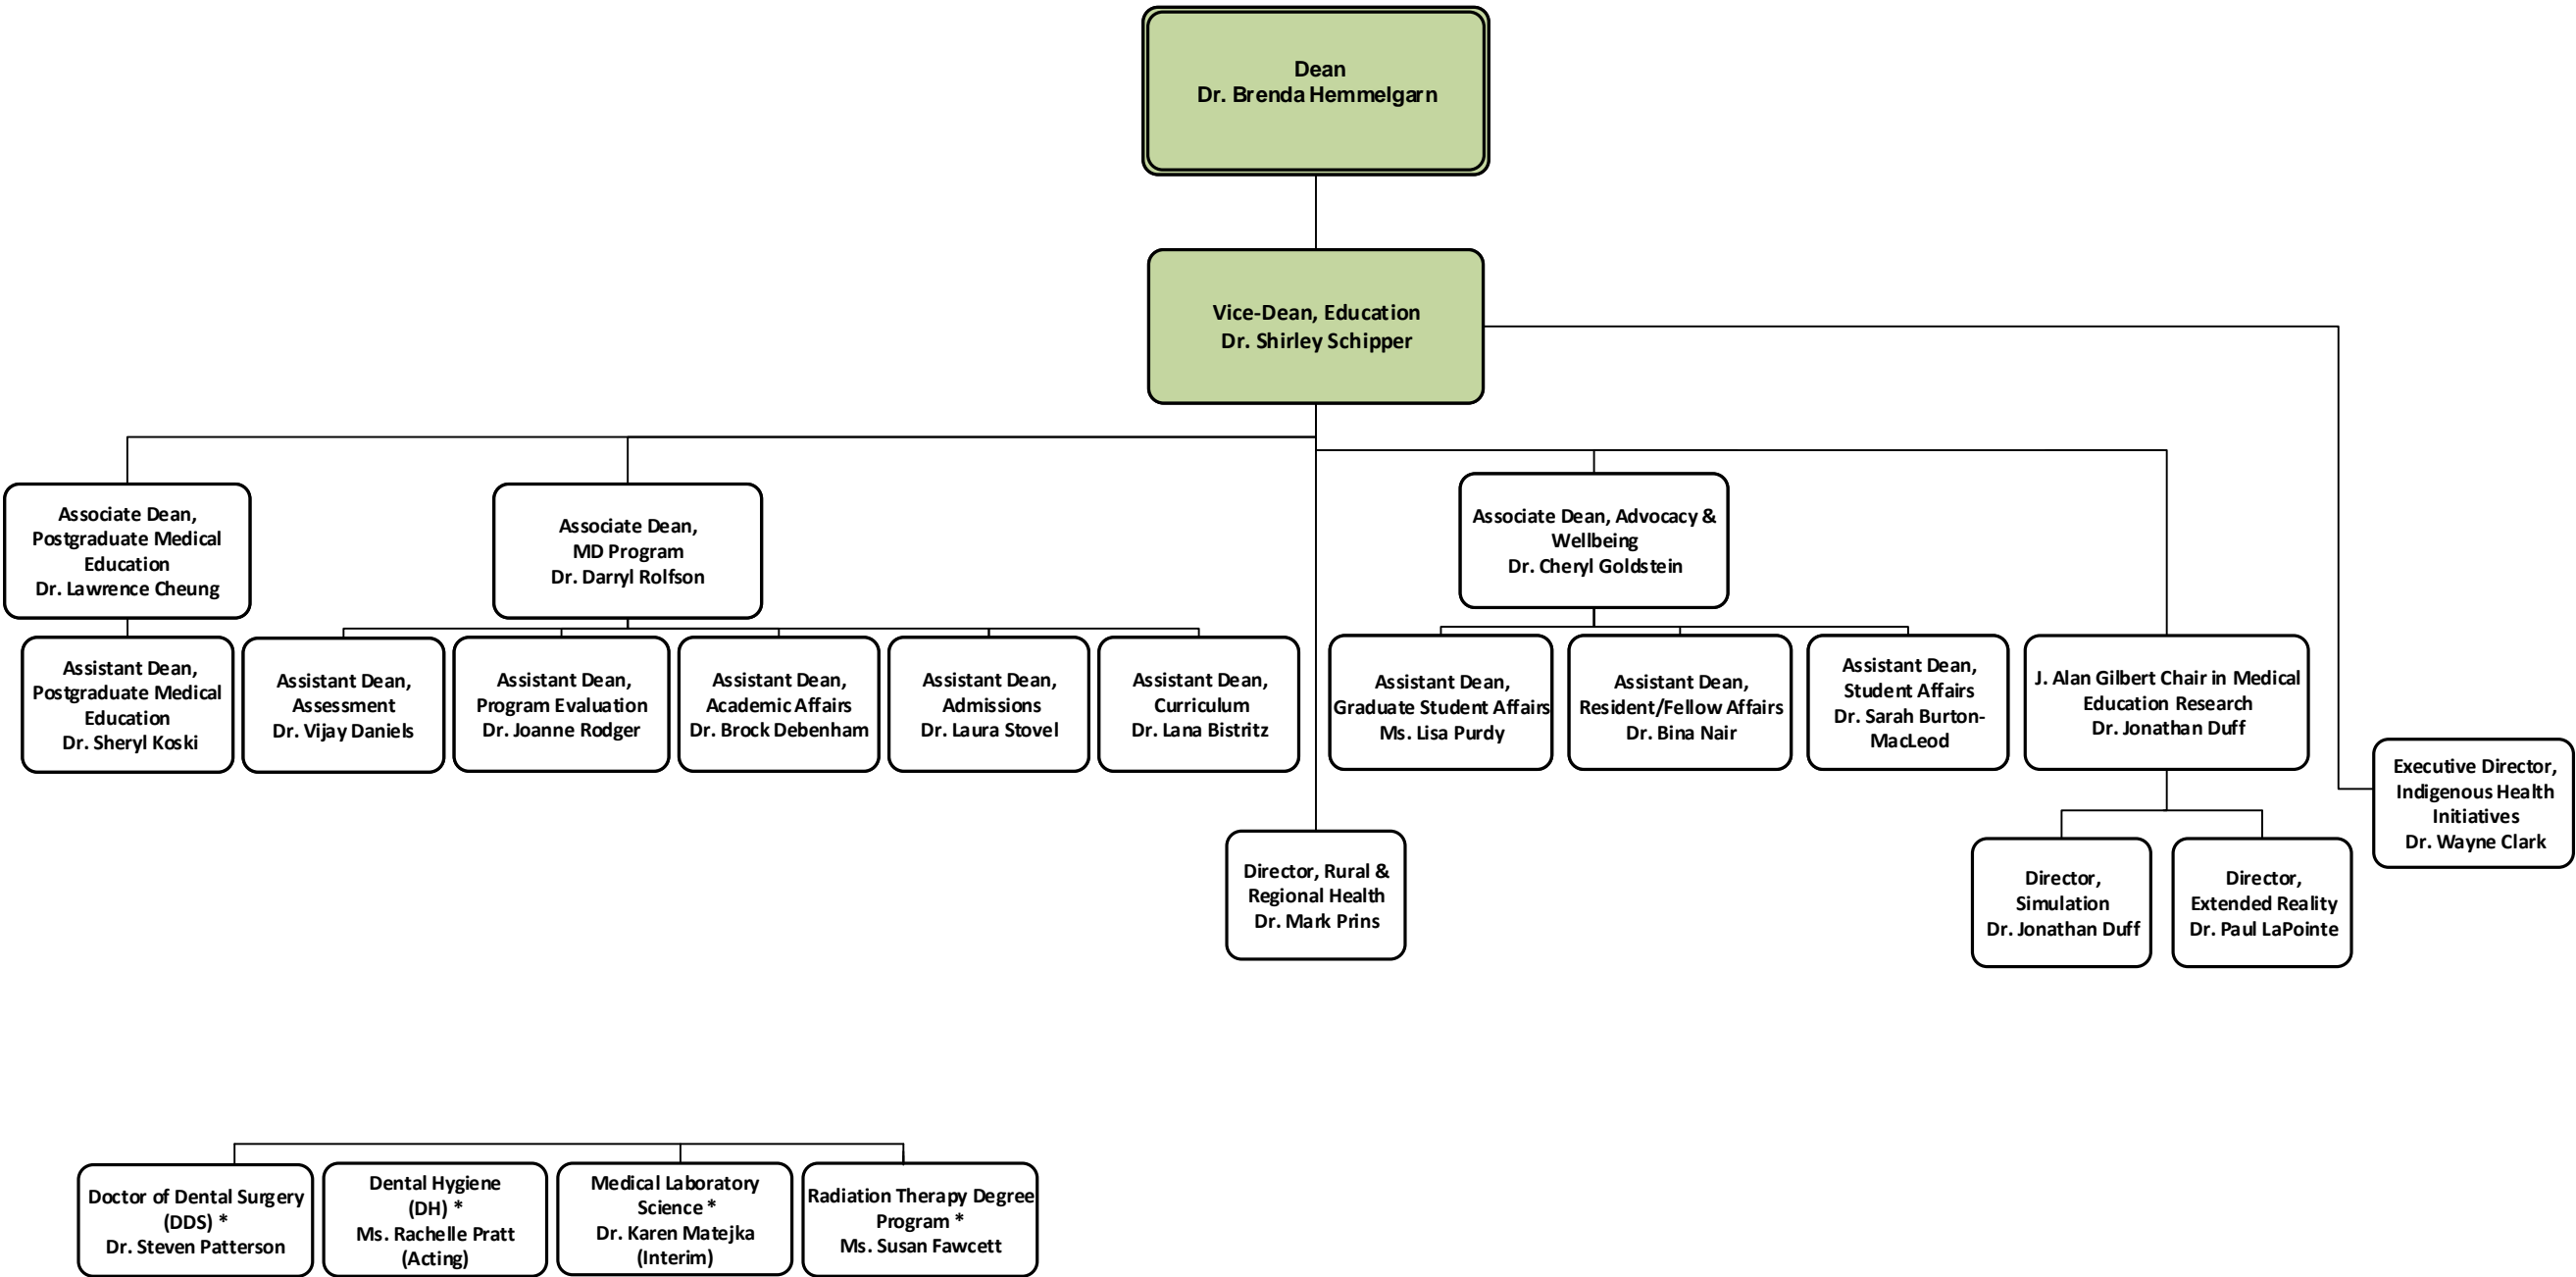 Dean
Dr. Brenda Hemmelgarn
Vice-Dean, Education
Dr. Shirley Schipper
Associate Dean,
Postgraduate Medical
Education
Dr. Lawrence Cheung
Associate Dean,
MD Program
Dr. Darryl Rolfson
Associate Dean, Advocacy &
Wellbeing
Dr. Cheryl Goldstein
Assistant Dean,
Postgraduate Medical
Education
Dr. Sheryl Koski
Assistant Dean,
Assessment
Dr. Vijay Daniels
Assistant Dean,
Program Evaluation
Dr. Joanne Rodger
Assistant Dean,
Academic Affairs
Dr. Brock Debenham
Assistant Dean,
Admissions
Dr. Laura Stovel
Assistant Dean,
Curriculum
Dr. Lana Bistritz
Assistant Dean,
Graduate Student Affairs
Ms. Lisa Purdy
Assistant Dean,
Resident/Fellow Affairs
Dr. Bina Nair
Assistant Dean,
Student Affairs
Dr. Sarah Burton-
MacLeod
J. Alan Gilbert Chair in Medical
Education Research
Dr. Jonathan Duff
Executive Director,
Indigenous Health
Initiatives
Dr. Wayne Clark
Director, Rural &
Regional Health
Dr. Mark Prins
Director,
Simulation
Dr. Jonathan Duff
Director,
Extended Reality
Dr. Paul LaPointe
Doctor of Dental Surgery
(DDS) *
Dr. Steven Patterson
Dental Hygiene
(DH) *
Ms. Rachelle Pratt
(Acting)
Medical Laboratory
Science *
Dr. Karen Matejka
(Interim)
Radiation Therapy Degree
Program *
Ms. Susan Fawcett